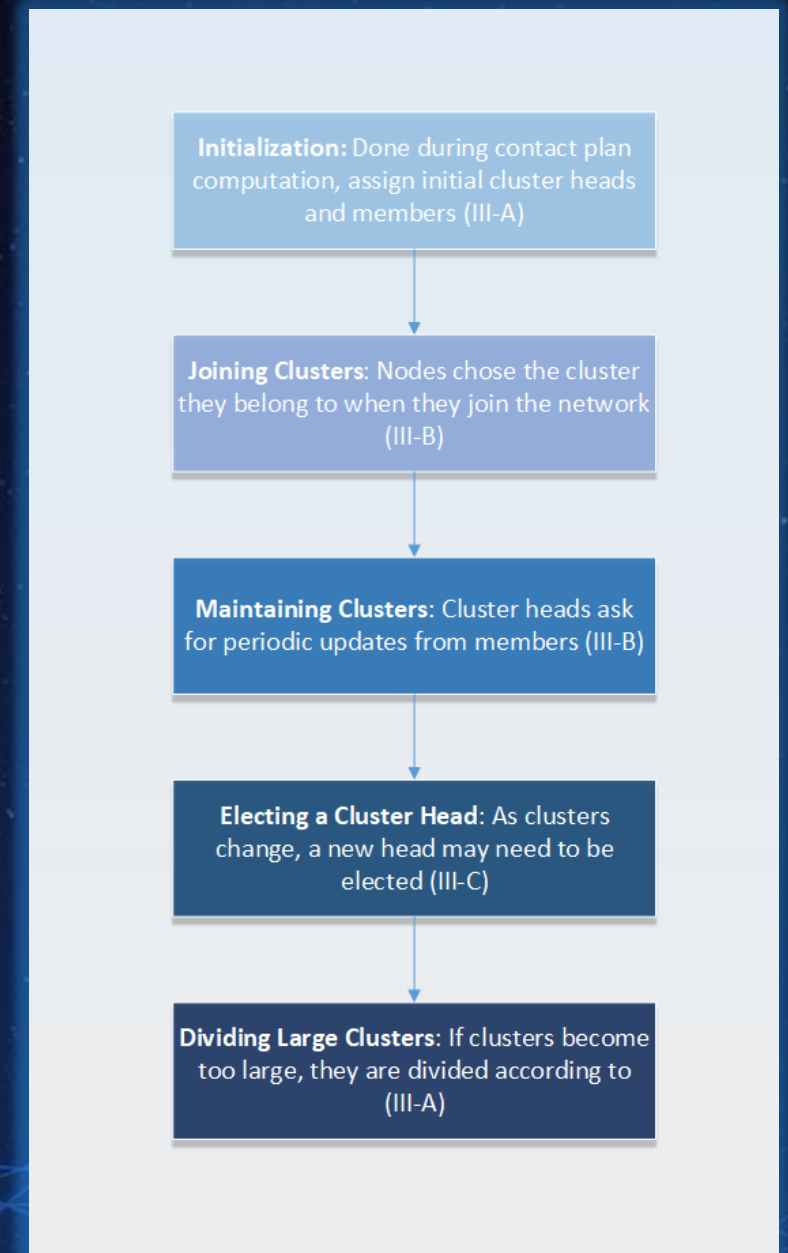 Initialization: Done during contact plan
computation, assign initial cluster heads
and members (III-A)
Joining Clusters: Nodes chose the cluster
they belong to when they join the network
(III-B)
Maintaining Clusters: Cluster heads ask
for periodic updates from members (III-B)
Electing a Cluster Head: As clusters
change, a new head may need to be
elected (III-C)
Dividing Large Clusters: If clusters become
too large, they are divided according to
(III-A)